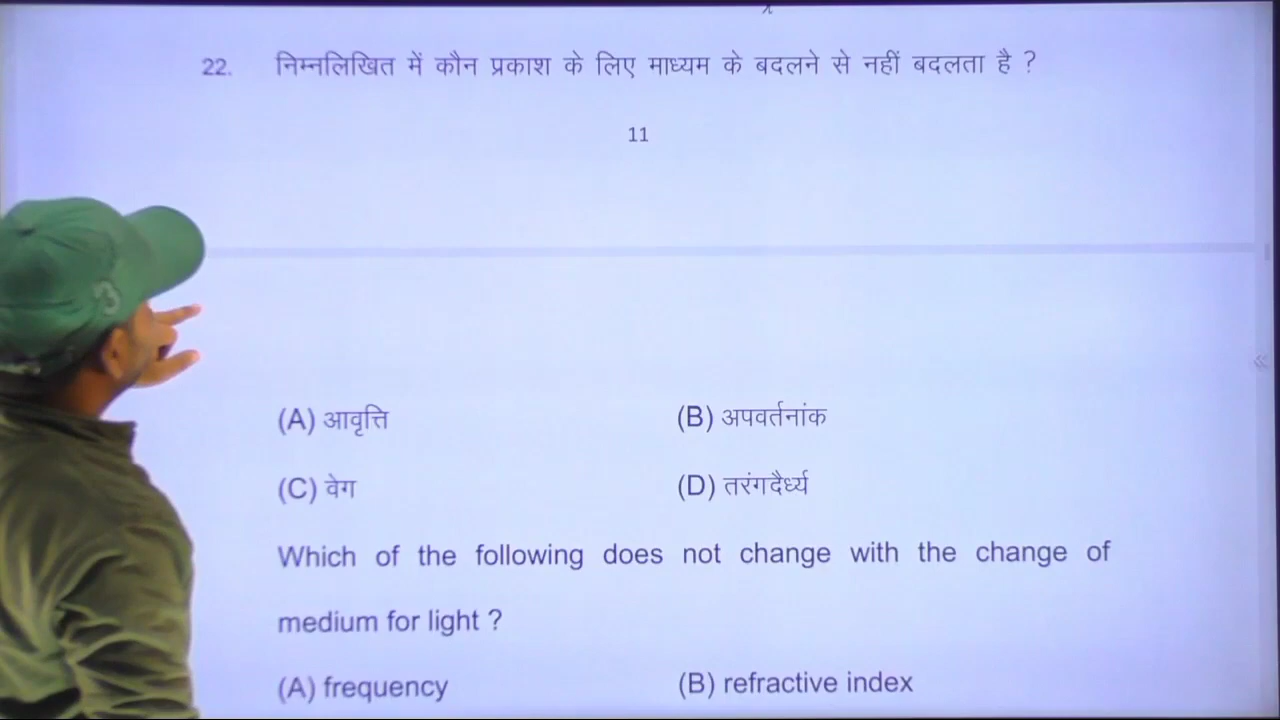 22. निम्नलिखित में कौन प्रकाश के लिए माध्यम के बदलने से नहीं बदलता है ?
11
(A) आवृत्ति (B) अपवर्तनांक
(C) वेग (D) तरंगदैर्ध्य
Which of the following does not change with the change of
medium for light ?
(A) frequency (B) refractive index